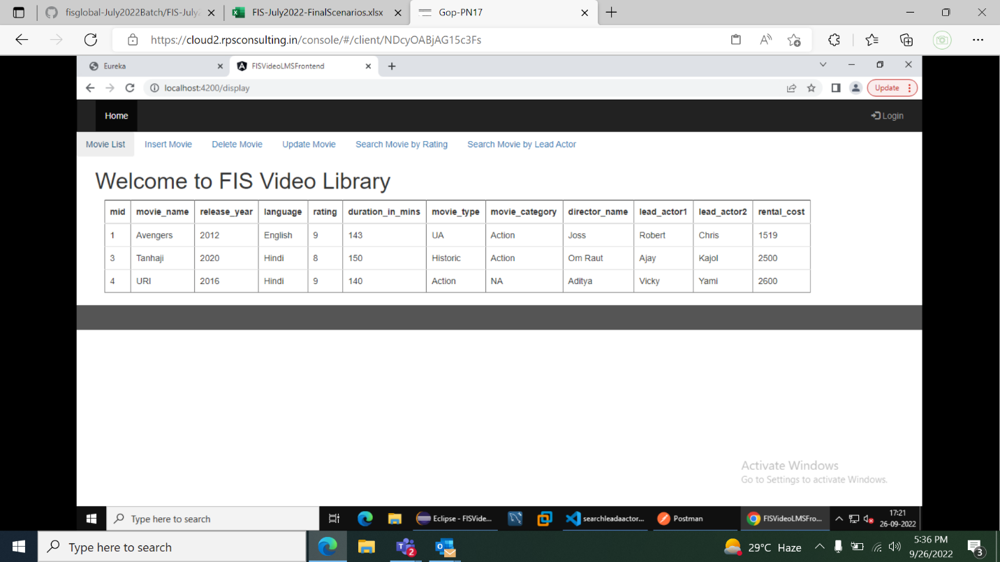 fisglobal-July2022Batch/FIS-July2 FIS-July2022-FinalScenarios.xlsx Gop-PN17
https://cloud2.rpsconsulting.in/console/#/client/NDcyOABjAG15c3Fs
Eureka FISVideoLMSFrontend
localhost:4200/display Update
Home Login
Movie List Insert Movie Delete Movie Update Movie Search Movie by Rating Search Movie by Lead Actor
Welcome to FIS Video Library
mid movie_name release_year language rating duration_in_mins movie_type movie_category director_name lead_actor1 lead_actor2 rental_cost
1 Avengers 2012 English 9 143 UA Action Joss Robert Chris 1519
3 Tanhaji 2020 Hindi 8 150 Historic Action Om Raut Ajay Kajol 2500
4 URI 2016 Hindi 9 140 Action NA Aditya Vicky Yami 2600
Activate Windows
Go to Settings to activate Windows.
Type here to search Eclipse - FISVide... searchleadaactor... Postman FISVideoLMSFro... 17:21
26-09-2022
Type here to search 2 29°C Haze 5:36 PM
9/26/2022 3